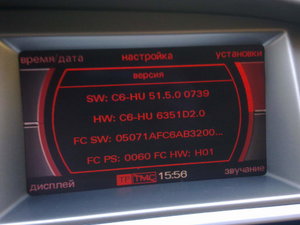 время/дата настройка установки
версия
SW: C6-HU 51.5.0 0739
HW: C6-HU 6351D2.0
FC SW: 05071AFC6AB3200...
FC PS: 0060 FC HW: H01
дисплей TP TMC 15:56 звучание